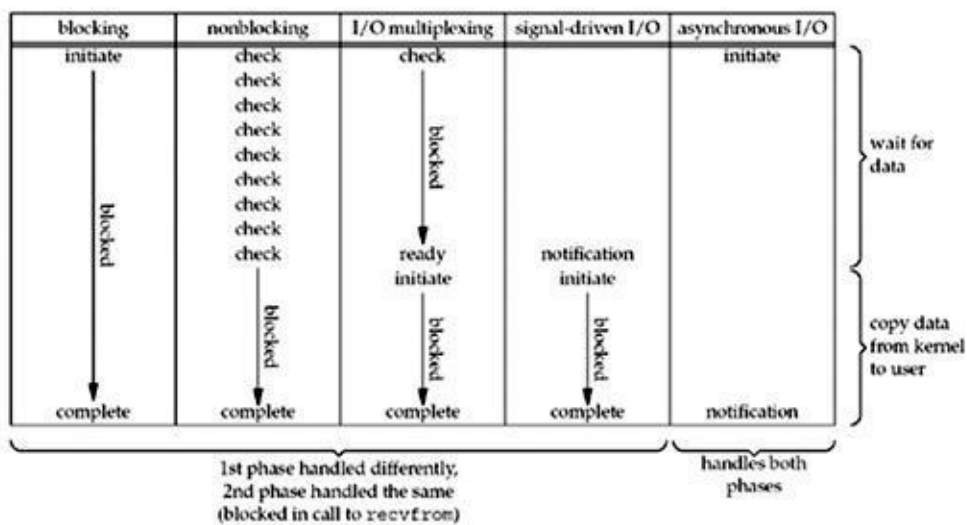 blocking nonblocking I/O multiplexing signal-driven I/O asynchronous I/O
initiate check check initiate
check
check
check
check
check
check
check
check ready notification
initiate initiate
blocked
blocked
blocked
blocked
blocked
complete complete complete complete notification
wait for
data
copy data
from kernel
to user
1st phase handled differently,
2nd phase handled the same
(blocked in call to recvfrom)
handles both
phases